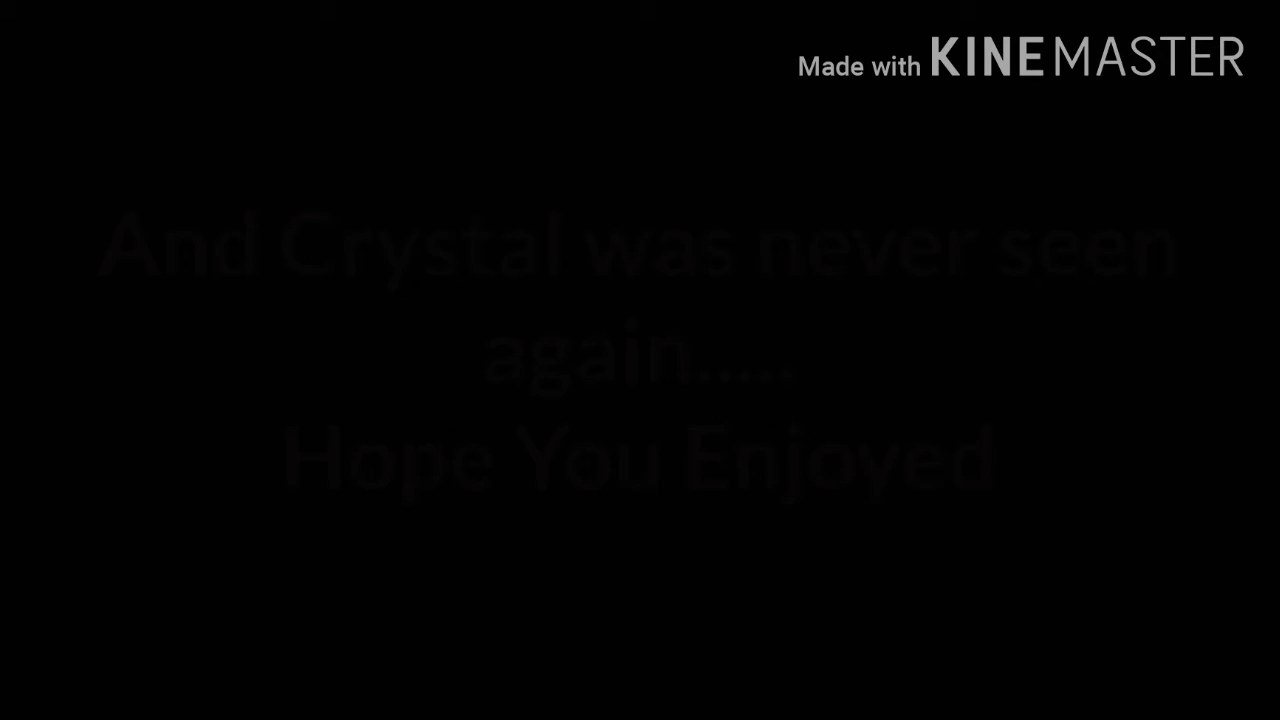 Made with KINEMASTER
And Crystal was never seen
again.....
Hope You Enjoyed